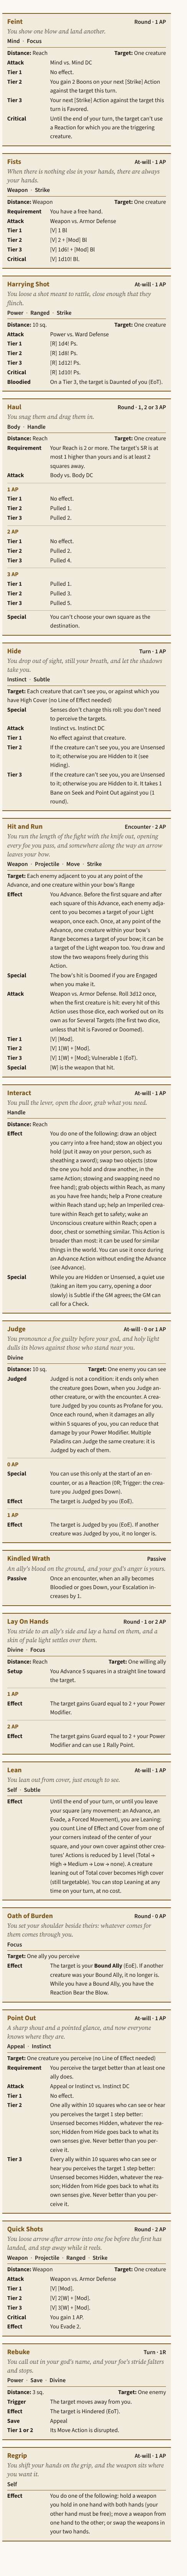 Feint Round · 1 AP
You show one blow and land another.
Mind · Focus
Distance: Reach Target: One creature
Attack Mind vs. Mind DC
Tier 1 No effect.
Tier 2 You gain 2 Boons on your next [Strike] Action
against the target this turn.
Tier 3 Your next [Strike] Action against the target this
turn is Favored.
Critical Until the end of your turn, the target can't use
a Reaction for which you are the triggering
creature.
Fists At-will · 1 AP
When there is nothing else in your hands, there are always
your hands.
Weapon · Strike
Distance: Weapon Target: One creature
Requirement You have a free hand.
Attack Weapon vs. Armor Defense
Tier 1 [V] 1 Bl
Tier 2 [V] 2 + [Mod] Bl
Tier 3 [V] 1d6! + [Mod] Bl
Critical [V] 1d10! Bl.
Harrying Shot At-will · 1 AP
You loose a shot meant to rattle, close enough that they
flinch.
Power · Ranged · Strike
Distance: 10 sq. Target: One creature
Attack Power vs. Ward Defense
Tier 1 [R] 1d4! Ps.
Tier 2 [R] 1d8! Ps.
Tier 3 [R] 1d12! Ps.
Critical [R] 1d10! Ps.
Bloodied On a Tier 3, the target is Daunted of you (EoT).
Haul Round · 1, 2 or 3 AP
You snag them and drag them in.
Body · Handle
Distance: Reach Target: One creature
Requirement Your Reach is 2 or more. The target's SR is at
most 1 higher than yours and is at least 2
squares away.
Attack Body vs. Body DC
1 AP
Tier 1 No effect.
Tier 2 Pulled 1.
Tier 3 Pulled 2.
2 AP
Tier 1 No effect.
Tier 2 Pulled 2.
Tier 3 Pulled 4.
3 AP
Tier 1 Pulled 1.
Tier 2 Pulled 3.
Tier 3 Pulled 5.
Special You can't choose your own square as the
destination.
Hide Turn · 1 AP
You drop out of sight, still your breath, and let the shadows
take you.
Instinct · Subtle
Target: Each creature that can't see you, or against which you
have High Cover (no Line of Effect needed)
Special Senses don't change this roll: you don't need
to perceive the targets.
Attack Instinct vs. Instinct DC
Tier 1 No effect against that creature.
Tier 2 If the creature can't see you, you are Unsensed
to it; otherwise you are Hidden to it (see
Hiding).
Tier 3 If the creature can't see you, you are Unsensed
to it; otherwise you are Hidden to it. It takes 1
Bane on Seek and Point Out against you (1
round).
Hit and Run Encounter · 2 AP
You run the length of the fight with the knife out, opening
every foe you pass, and somewhere along the way an arrow
leaves your bow.
Weapon · Projectile · Move · Strike
Target: Each enemy adjacent to you at any point of the
Advance, and one creature within your bow's Range
Effect You Advance. Before the first square and after
each square of this Advance, each enemy adja-
cent to you becomes a target of your Light
weapon, once each. Once, at any point of the
Advance, one creature within your bow's
Range becomes a target of your bow; it can be
a target of the Light weapon too. You draw and
stow the two weapons freely during this
Action.
Special The bow's hit is Doomed if you are Engaged
when you make it.
Attack Weapon vs. Armor Defense. Roll 3d12 once,
when the first creature is hit: every hit of this
Action uses those dice, each worked out on its
own as for Several Targets (the first two dice,
unless that hit is Favored or Doomed).
Tier 1 [V] [Mod].
Tier 2 [V] 1[W] + [Mod].
Tier 3 [V] 1[W] + [Mod]; Vulnerable 1 (EoT).
Special [W] is the weapon that hit.
Interact At-will · 1 AP
You pull the lever, open the door, grab what you need.
Handle
Distance: Reach
Effect You do one of the following: draw an object
you carry into a free hand; stow an object you
hold (put it away on your person, such as
sheathing a sword); swap two objects (stow
one you hold and draw another, in the
same Action; drawing and swapping need no
free hand); grab objects within Reach, as many
as you have free hands; help a Prone creature
within Reach stand up; help an Imperiled crea-
ture within Reach get to safety; wake an
Unconscious creature within Reach; open a
door, chest or something similar. This Action is
broader than most: it can be used for similar
things in the world. You can use it once during
an Advance Action without ending the Advance
(see Advance).
Special While you are Hidden or Unsensed, a quiet use
(taking an item you carry, opening a door
slowly) is Subtle if the GM agrees; the GM can
call for a Check.
Judge At-will · 0 or 1 AP
You pronounce a foe guilty before your god, and holy light
dulls its blows against those who stand near you.
Divine
Distance: 10 sq. Target: One enemy you can see
Judged Judged is not a condition: it ends only when
the creature goes Down, when you Judge an-
other creature, or with the encounter. A crea-
ture Judged by you counts as Profane for you.
Once each round, when it damages an ally
within 5 squares of you, you can reduce that
damage by your Power Modifier. Multiple
Paladins can Judge the same creature: it is
Judged by each of them.
0 AP
Special You can use this only at the start of an en-
counter, or as a Reaction (0R; Trigger: the crea-
ture you Judged goes Down).
Effect The target is Judged by you (EoE).
1 AP
Effect The target is Judged by you (EoE). If another
creature was Judged by you, it no longer is.
Kindled Wrath Passive
An ally's blood on the ground, and your god's anger is yours.
Passive Once an encounter, when an ally becomes
Bloodied or goes Down, your Escalation in-
creases by 1.
Lay On Hands Round · 1 or 2 AP
You stride to an ally's side and lay a hand on them, and a
skin of pale light settles over them.
Divine · Focus
Distance: Reach Target: One willing ally
Setup You Advance 5 squares in a straight line toward
the target.
1 AP
Effect The target gains Guard equal to 2 + your Power
Modifier.
2 AP
Effect The target gains Guard equal to 2 + your Power
Modifier and can use 1 Rally Point.
Lean At-will · 1 AP
You lean out from cover, just enough to see.
Self · Subtle
Effect Until the end of your turn, or until you leave
your square (any movement: an Advance, an
Evade, a Forced Movement), you are Leaning:
you count Line of Effect and Cover from one of
your corners instead of the center of your
square, and your own cover against other crea-
tures' Actions is reduced by 1 level (Total →
High → Medium → Low → none). A creature
leaning out of Total Cover becomes High cover
(still targetable). You can stop Leaning at any
time on your turn, at no cost.
Oath of Burden Round · 0 AP
You set your shoulder beside theirs: whatever comes for
them comes through you.
Focus
Target: One ally you perceive
Effect The target is your Bound Ally (EoE). If another
creature was your Bound Ally, it no longer is.
While you have a Bound Ally, you have the
Reaction Bear the Blow.
Point Out At-will · 1 AP
A sharp shout and a pointed glance, and now everyone
knows where they are.
Appeal · Instinct
Target: One creature you perceive (no Line of Effect needed)
Requirement You perceive the target better than at least one
ally does.
Attack Appeal or Instinct vs. Instinct DC
Tier 1 No effect.
Tier 2 One ally within 10 squares who can see or hear
you perceives the target 1 step better:
Unsensed becomes Hidden, whatever the rea-
son; Hidden from Hide goes back to what its
own senses give. Never better than you per-
ceive it.
Tier 3 Every ally within 10 squares who can see or
hear you perceives the target 1 step better:
Unsensed becomes Hidden, whatever the rea-
son; Hidden from Hide goes back to what its
own senses give. Never better than you per-
ceive it.
Quick Shots Round · 2 AP
You loose arrow after arrow into one foe before the first has
landed, and step away while it reels.
Weapon · Projectile · Ranged · Strike
Distance: Weapon Target: One creature
Attack Weapon vs. Armor Defense
Tier 1 [V] [Mod].
Tier 2 [V] 2[W] + [Mod].
Tier 3 [V] 3[W] + [Mod].
Critical You gain 1 AP.
Effect You Evade 2.
Rebuke Turn · 1R
You call out in your god's name, and your foe's stride falters
and stops.
Power · Save · Divine
Distance: 3 sq. Target: One enemy
Trigger The target moves away from you.
Effect The target is Hindered (EoT).
Save Appeal
Tier 1 or 2 Its Move Action is disrupted.
Regrip At-will · 1 AP
You shift your hands on the grip, and the weapon sits where
you want it.
Self
Effect You do one of the following: hold a weapon
you hold in one hand with both hands (your
other hand must be free); move a weapon from
one hand to the other; or swap the weapons in
your two hands.